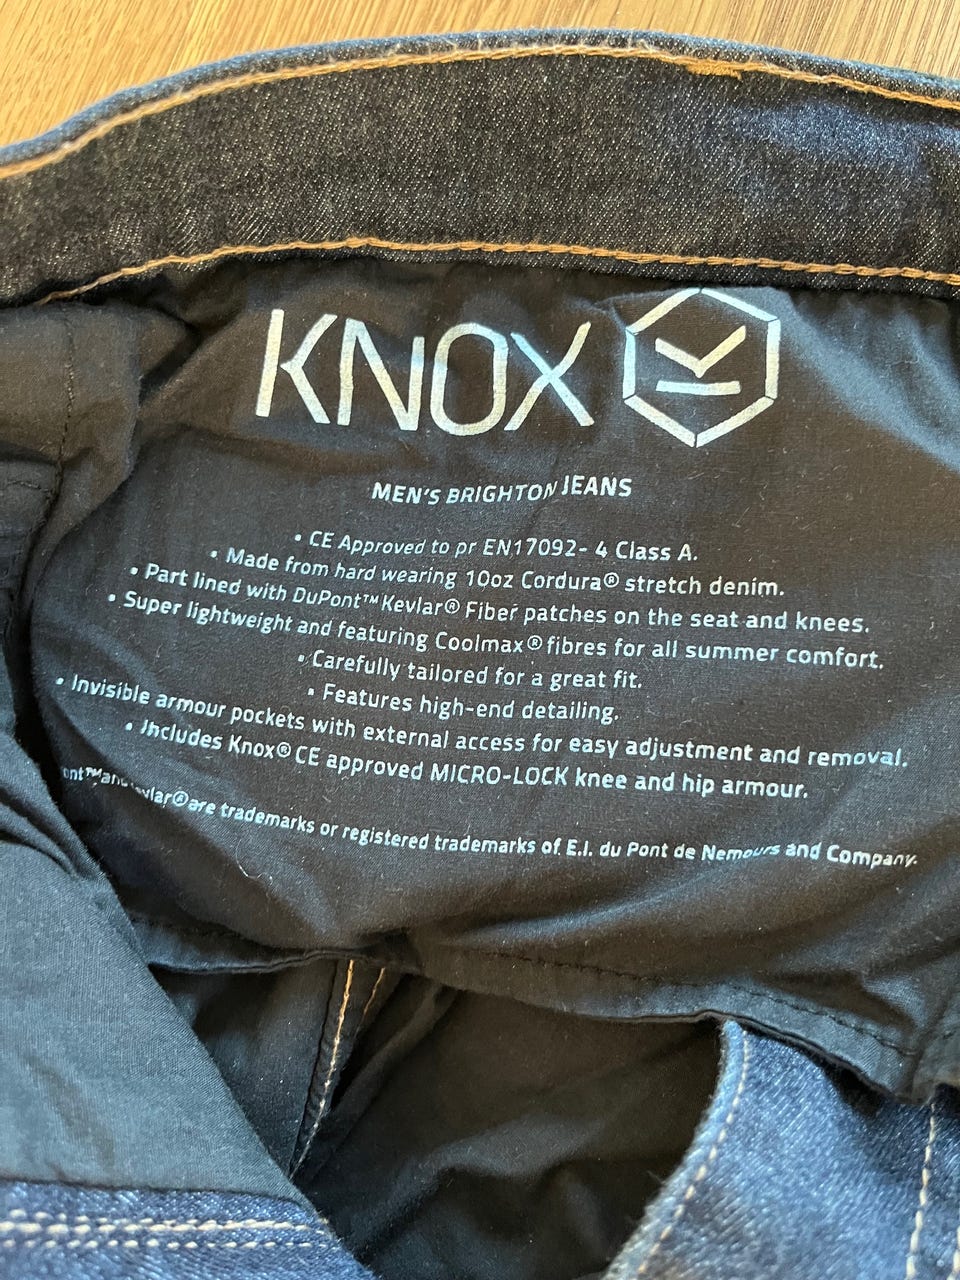 KNOX
MEN'S BRIGHTON JEANS
• CE Approved to pr EN17092- 4 Class A.
• Made from hard wearing 10oz Cordura® stretch denim.
• Part lined with DuPont™ Kevlar® Fiber patches on the seat and knees.
• Super lightweight and featuring Coolmax® fibres for all summer comfort.
• Carefully tailored for a great fit.
• Features high-end detailing.
• Invisible armour pockets with external access for easy adjustment and removal.
• Includes Knox® CE approved MICRO-LOCK knee and hip armour.
are trademarks or registered trademarks of E.I. du Pont de Nemours and Company.